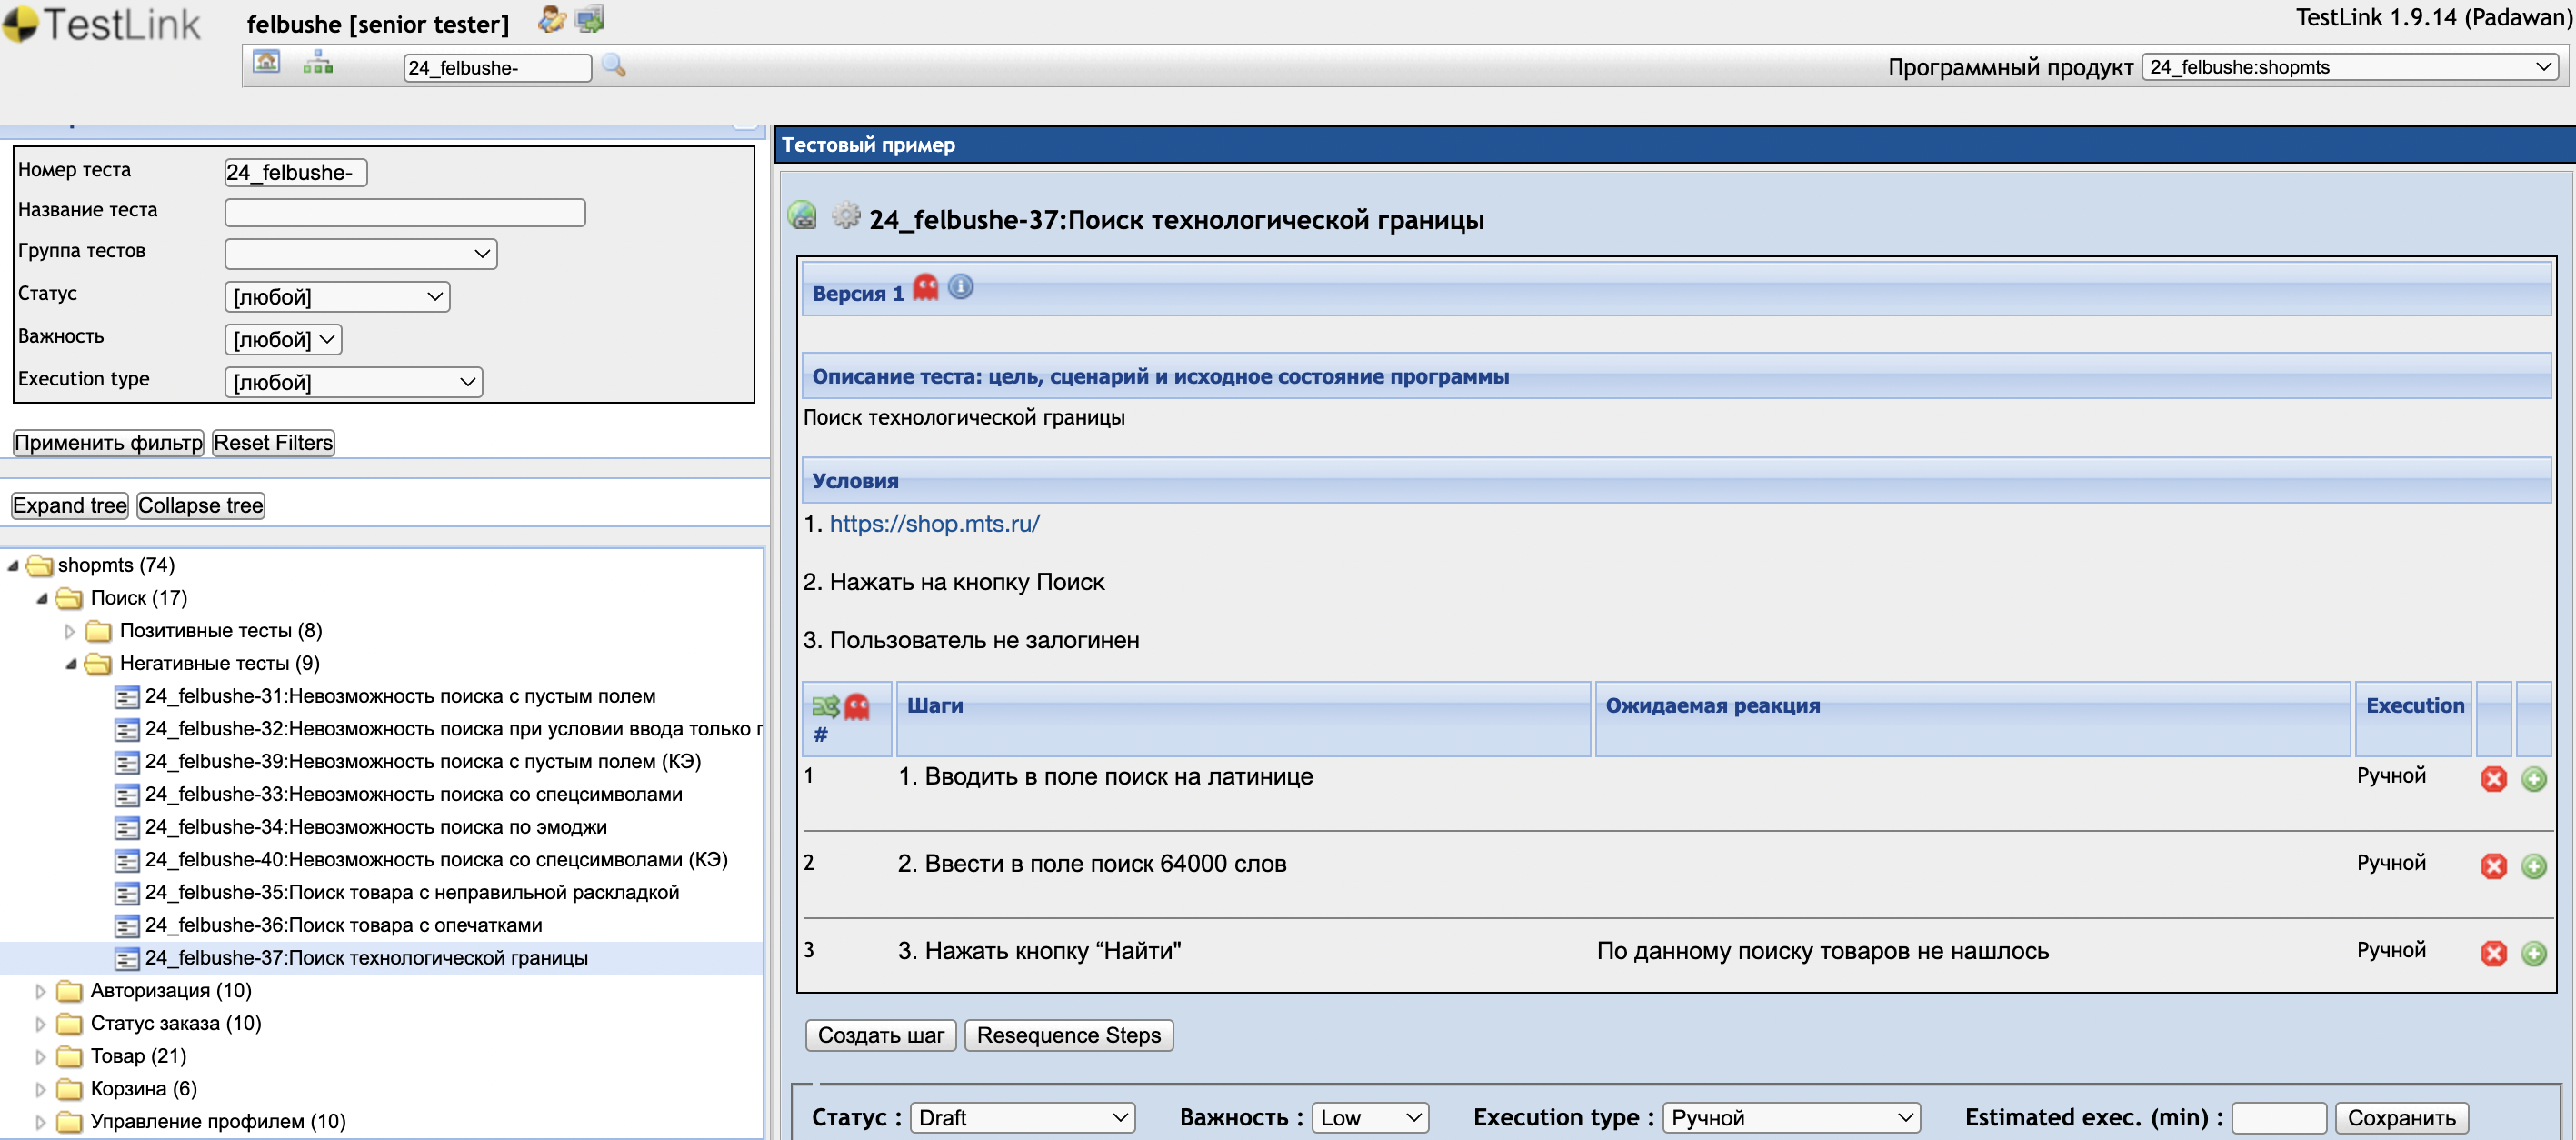 TestLink
felbushe [senior tester]
TestLink 1.9.14 (Padawan)
24_felbushe-
Программный продукт 24_felbushe:shopmts
Номер теста 24_felbushe-
Название теста
Группа тестов
Статус [любой]
Важность [любой]
Execution type [любой]
Применить фильтр Reset Filters
Expand tree Collapse tree
shopmts (74)
Поиск (17)
Позитивные тесты (8)
Негативные тесты (9)
24_felbushe-31:Невозможность поиска с пустым полем
24_felbushe-32:Невозможность поиска при условии ввода только
24_felbushe-39:Невозможность поиска с пустым полем (КЭ)
24_felbushe-33:Невозможность поиска со спецсимволами
24_felbushe-34:Невозможность поиска по эмоджи
24_felbushe-40:Невозможность поиска со спецсимволами (КЭ)
24_felbushe-35:Поиск товара с неправильной раскладкой
24_felbushe-36:Поиск товара с опечатками
24_felbushe-37:Поиск технологической границы
Авторизация (10)
Статус заказа (10)
Товар (21)
Корзина (6)
Управление профилем (10)
Тестовый пример
24_felbushe-37:Поиск технологической границы
Версия 1
Описание теста: цель, сценарий и исходное состояние программы
Поиск технологической границы
Условия
1. https://shop.mts.ru/
2. Нажать на кнопку Поиск
3. Пользователь не залогинен
# Шаги Ожидаемая реакция Execution
1 1. Вводить в поле поиск на латинице Ручной
2 2. Ввести в поле поиск 64000 слов Ручной
3 3. Нажать кнопку “Найти" По данному поиску товаров не нашлось Ручной
Создать шаг Resequence Steps
Статус : Draft Важность : Low Execution type : Ручной Estimated exec. (min) : Сохранить